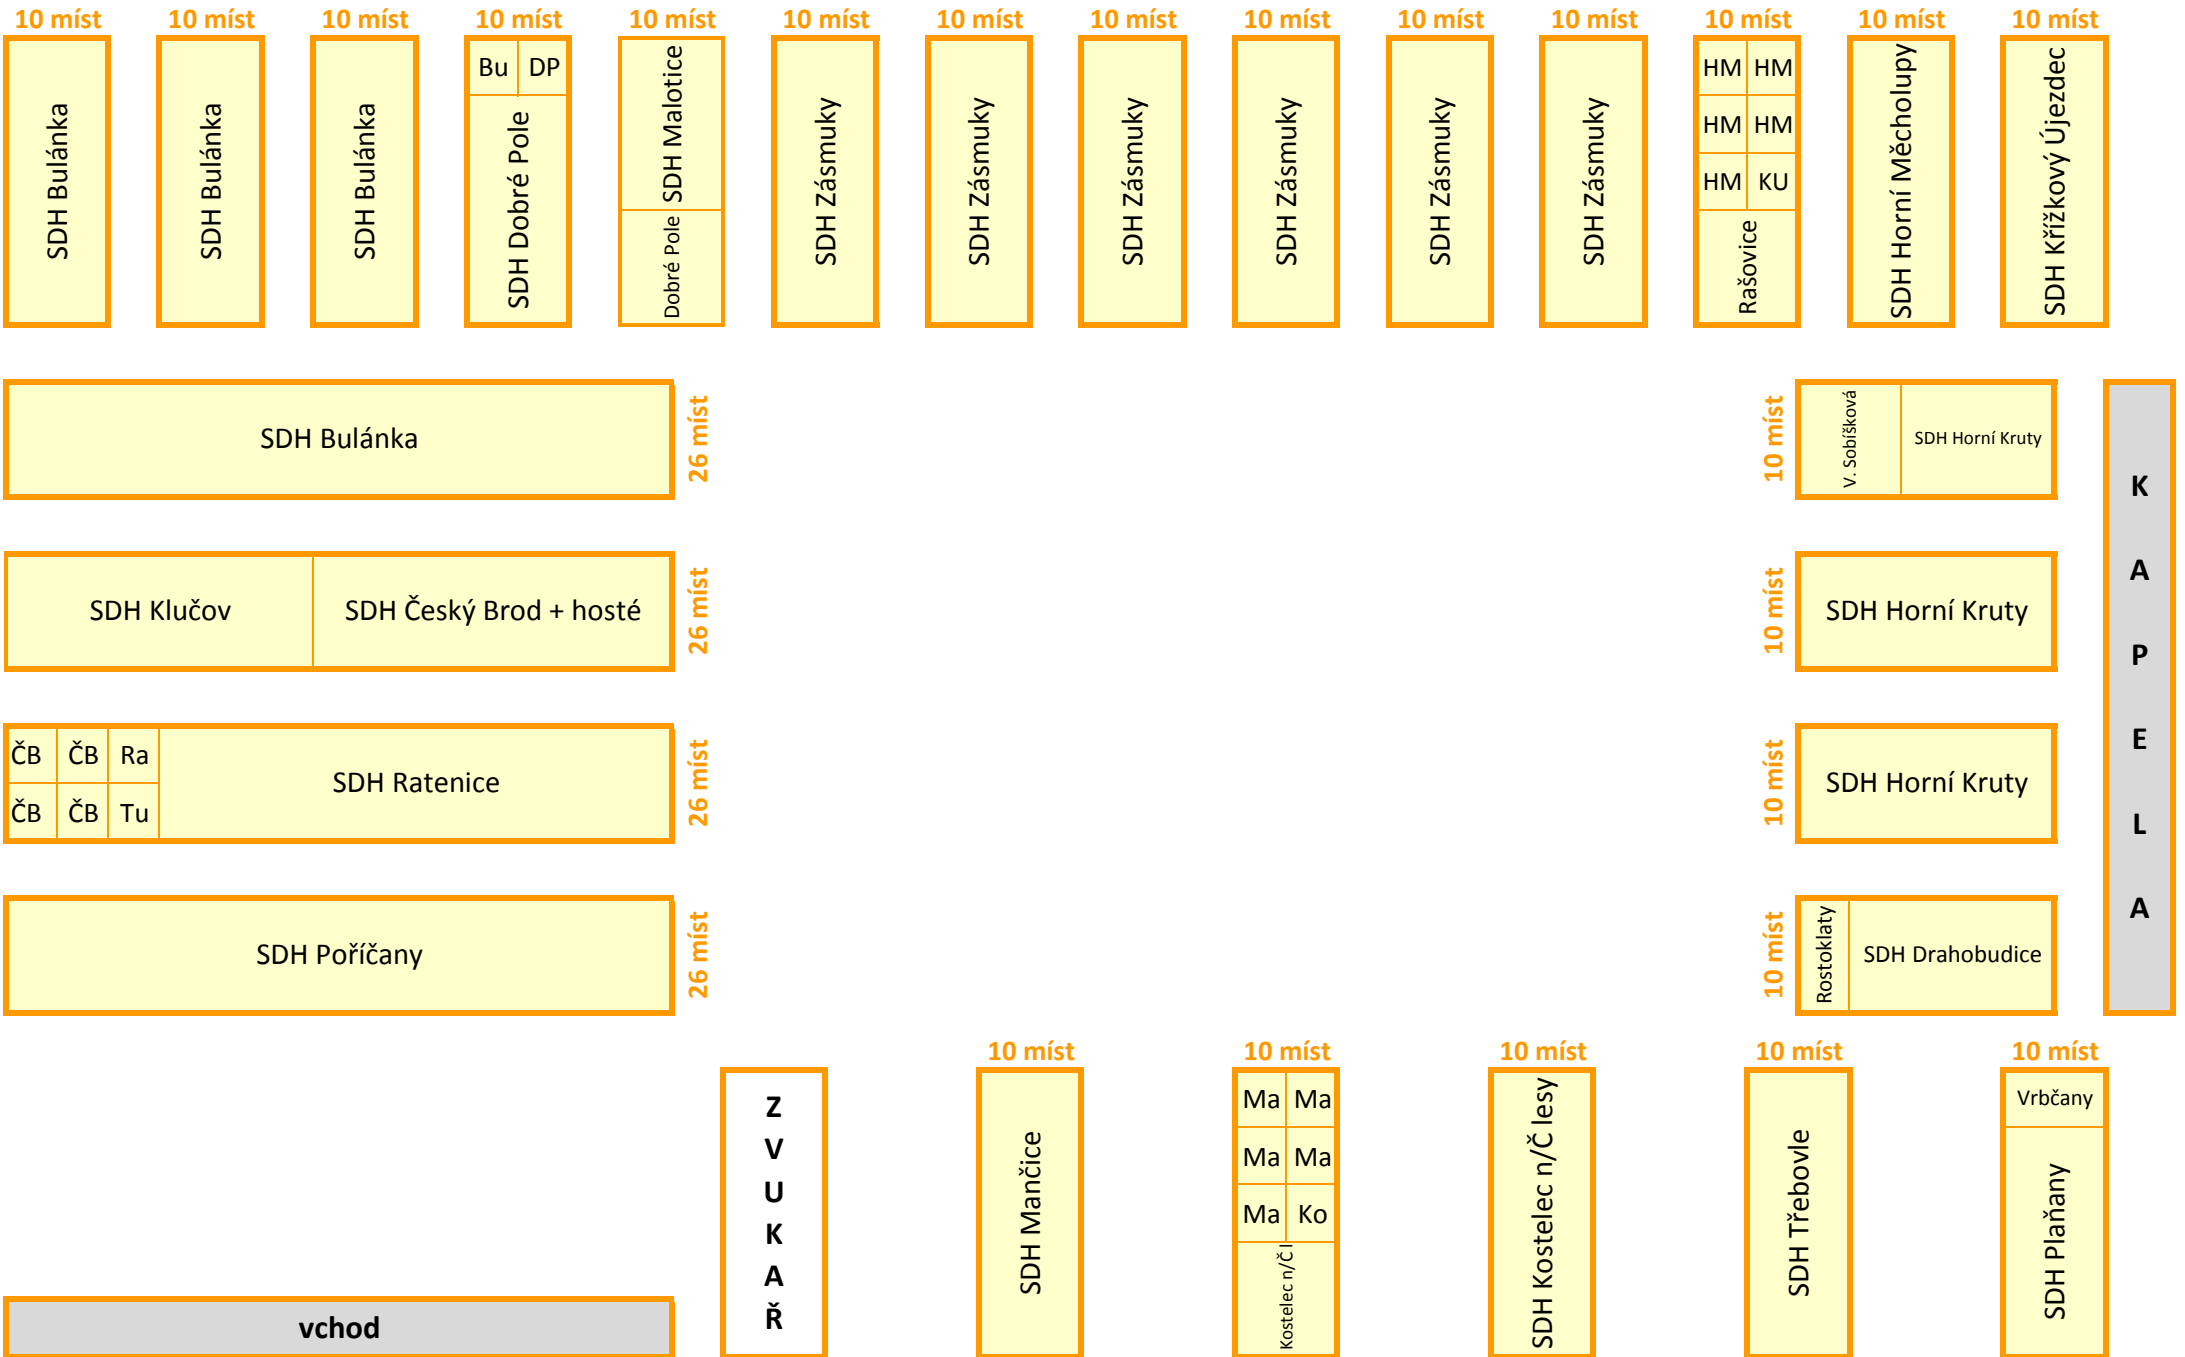 10 míst 10 míst 10 míst 10 míst 10 míst 10 míst 10 míst 10 míst 10 míst 10 míst 10 míst 10 míst 10 míst 10 míst
SDH Bulánka
SDH Bulánka
SDH Bulánka
Bu DP
SDH Dobré Pole
SDH Malotice
Dobré Pole
SDH Zásmuky
SDH Zásmuky
SDH Zásmuky
SDH Zásmuky
SDH Zásmuky
SDH Zásmuky
HM HM
HM HM
HM KU
Rašovice
SDH Horní Měcholupy
SDH Křížkový Újezdec
SDH Bulánka
26 míst
10 míst
V. Sobíšková
SDH Horní Kruty
SDH Klučov
SDH Český Brod + hosté
26 míst
10 míst
SDH Horní Kruty
ČB ČB Ra
ČB ČB Tu
SDH Ratenice
26 míst
10 míst
SDH Horní Kruty
SDH Poříčany
26 míst
10 míst
Rostoklaty
SDH Drahobudice
K
A
P
E
L
A
10 míst 10 míst 10 míst 10 míst 10 míst
Z
V
U
K
A
Ř
SDH Mančice
Ma Ma
Ma Ma
Ma Ko
Kostelec n/Č l
SDH Kostelec n/Č lesy
SDH Třebovle
Vrbčany
SDH Plaňany
vchod